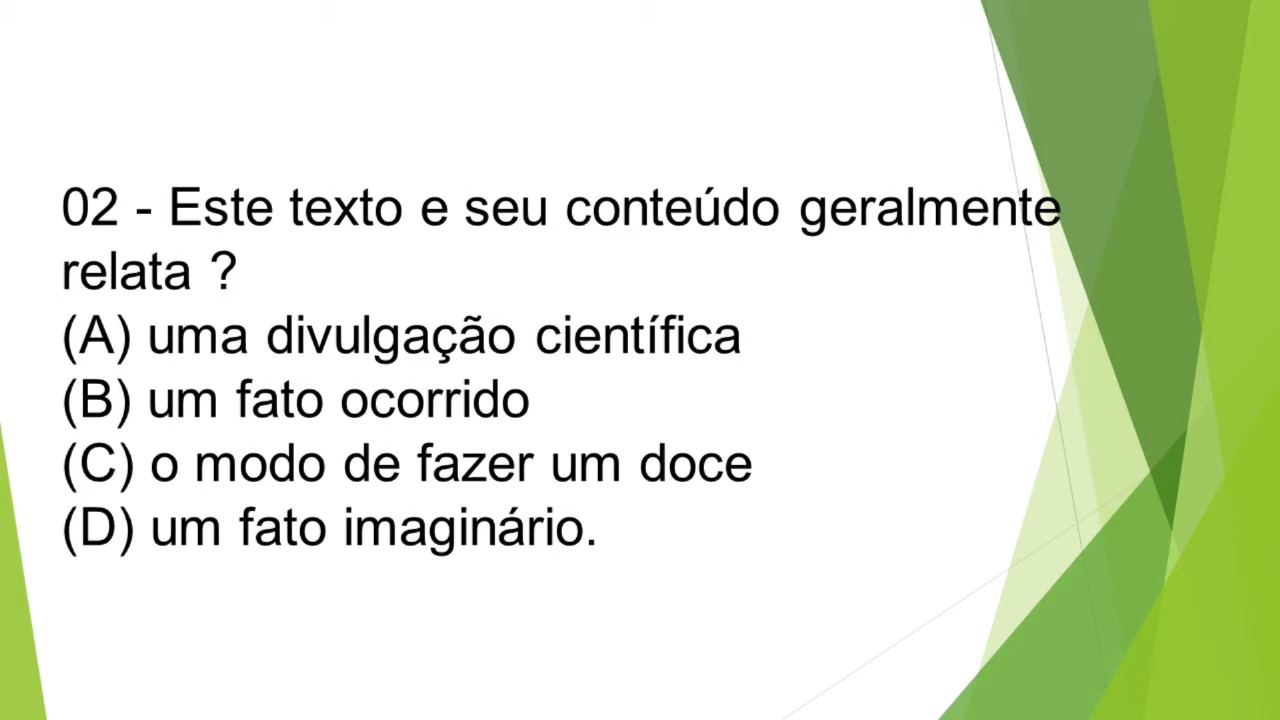 02 - Este texto e seu conteúdo geralmente
relata ?
(A) uma divulgação científica
(B) um fato ocorrido
(C) o modo de fazer um doce
(D) um fato imaginário.